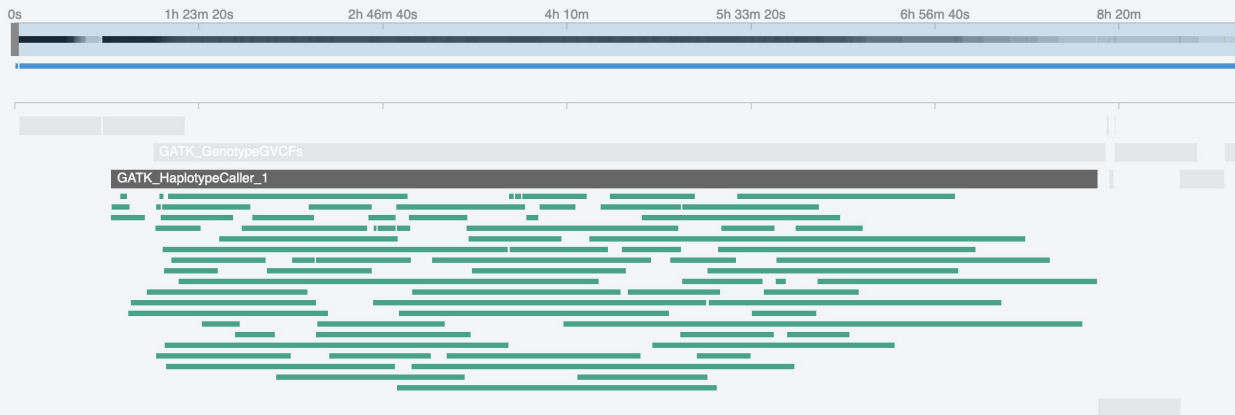 0s 1h 23m 20s 2h 46m 40s 4h 10m 5h 33m 20s 6h 56m 40s 8h 20m
GATK_GenotypeGVCFs
GATK_HaplotypeCaller_1